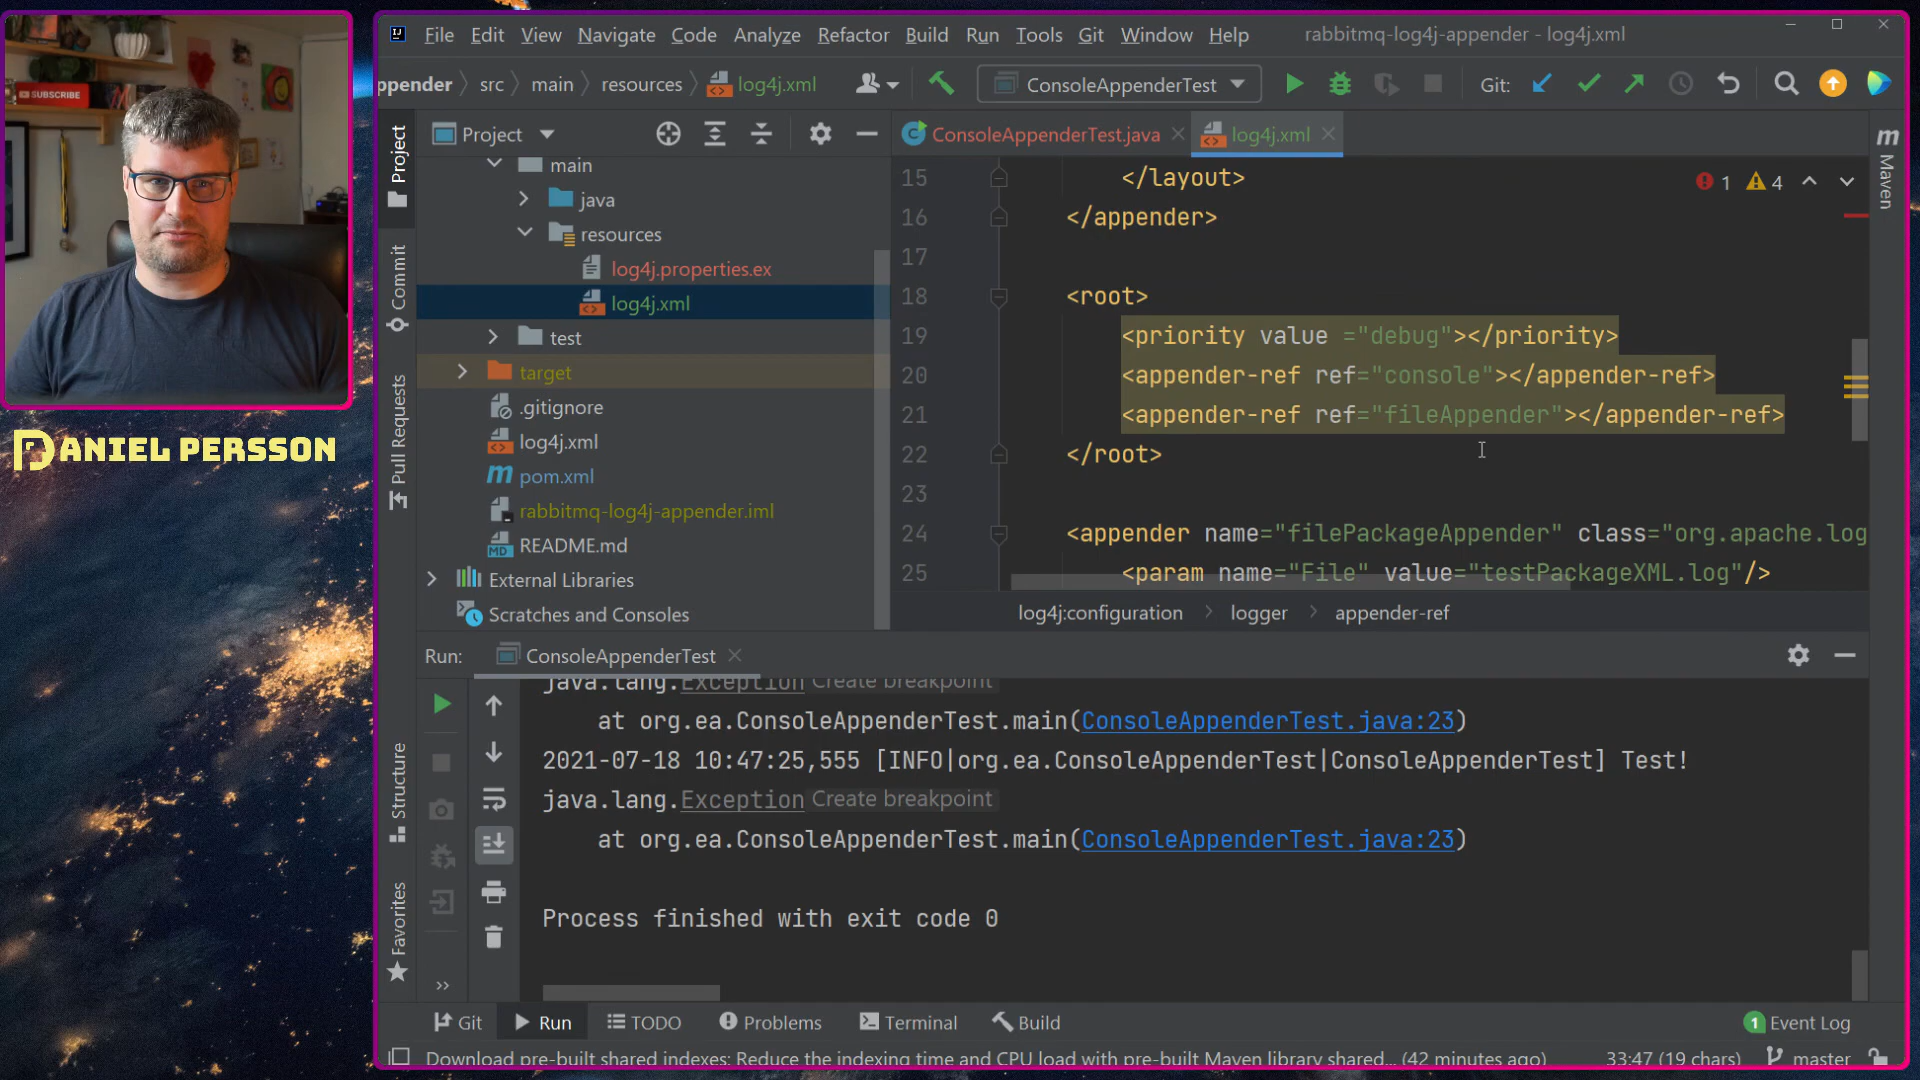 SUBSCRIBE
DANIEL PERSSON
File Edit View Navigate Code Analyze Refactor Build Run Tools Git Window Help
rabbitmq-log4j-appender - log4j.xml
ppender src main resources log4j.xml
ConsoleAppenderTest
Git:
Project
Project
Commit
Pull Requests
Structure
Favorites
main
java
resources
log4j.properties.ex
log4j.xml
test
target
.gitignore
log4j.xml
pom.xml
rabbitmq-log4j-appender.iml
README.md
External Libraries
Scratches and Consoles
ConsoleAppenderTest.java
log4j.xml
Maven
1 4
15 </layout>
16 </appender>
17
18 <root>
19 <priority value ="debug"></priority>
20 <appender-ref ref="console"></appender-ref>
21 <appender-ref ref="fileAppender"></appender-ref>
22 </root>
23
24 <appender name="filePackageAppender" class="org.apache.log
25 <param name="File" value="testPackageXML.log"/>
log4j:configuration logger appender-ref
Run: ConsoleAppenderTest
java.lang.Exception Create breakpoint
at org.ea.ConsoleAppenderTest.main(ConsoleAppenderTest.java:23)
2021-07-18 10:47:25,555 [INFO|org.ea.ConsoleAppenderTest|ConsoleAppenderTest] Test!
java.lang.Exception Create breakpoint
at org.ea.ConsoleAppenderTest.main(ConsoleAppenderTest.java:23)
Process finished with exit code 0
Git Run TODO Problems Terminal Build
1 Event Log
Download pre-built shared indexes: Reduce the indexing time and CPU load with pre-built Maven library shared... (42 minutes ago)
33:47 (19 chars)
master